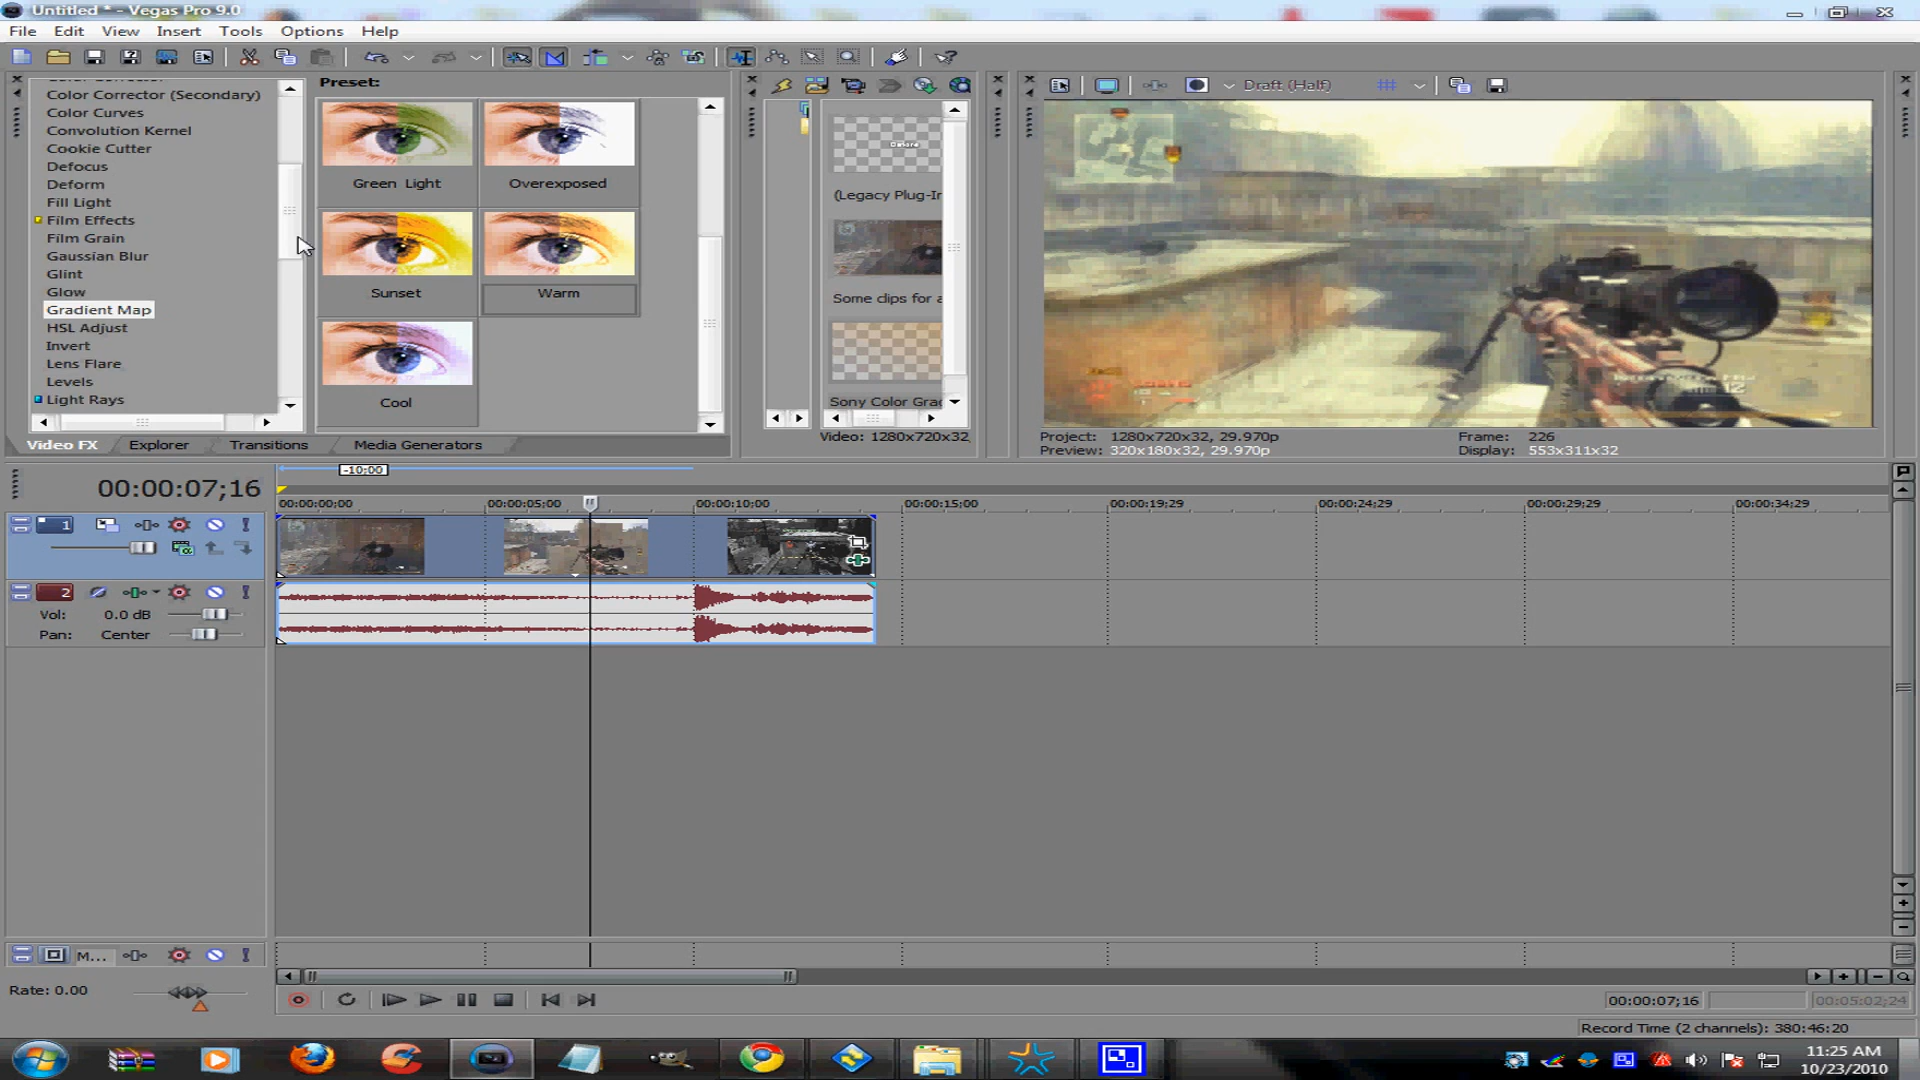 Untitled * - Vegas Pro 9.0
File Edit View Insert Tools Options Help
Color Corrector
Color Corrector (Secondary)
Color Curves
Convolution Kernel
Cookie Cutter
Defocus
Deform
Fill Light
Film Effects
Film Grain
Gaussian Blur
Glint
Glow
Gradient Map
HSL Adjust
Invert
Lens Flare
Levels
Light Rays
Video FX Explorer Transitions Media Generators
Preset:
Green Light Overexposed
Sunset Warm
Cool
(Legacy Plug-In
Some clips for a
Sony Color Grad
Video: 1280x720x32,
Draft (Half)
Project: 1280x720x32, 29.970p
Preview: 320x180x32, 29.970p
Frame: 226
Display: 553x311x32
-10:00
00:00:07;16
00:00:00;00 00:00:05;00 00:00:10;00 00:00:15;00 00:00:19;29 00:00:24;29 00:00:29;29 00:00:34;29
1
2
Vol: 0.0 dB
Pan: Center
M...
Rate: 0.00
00:00:07;16 00:05:02;24
Record Time (2 channels): 380:46:20
11:25 AM
10/23/2010